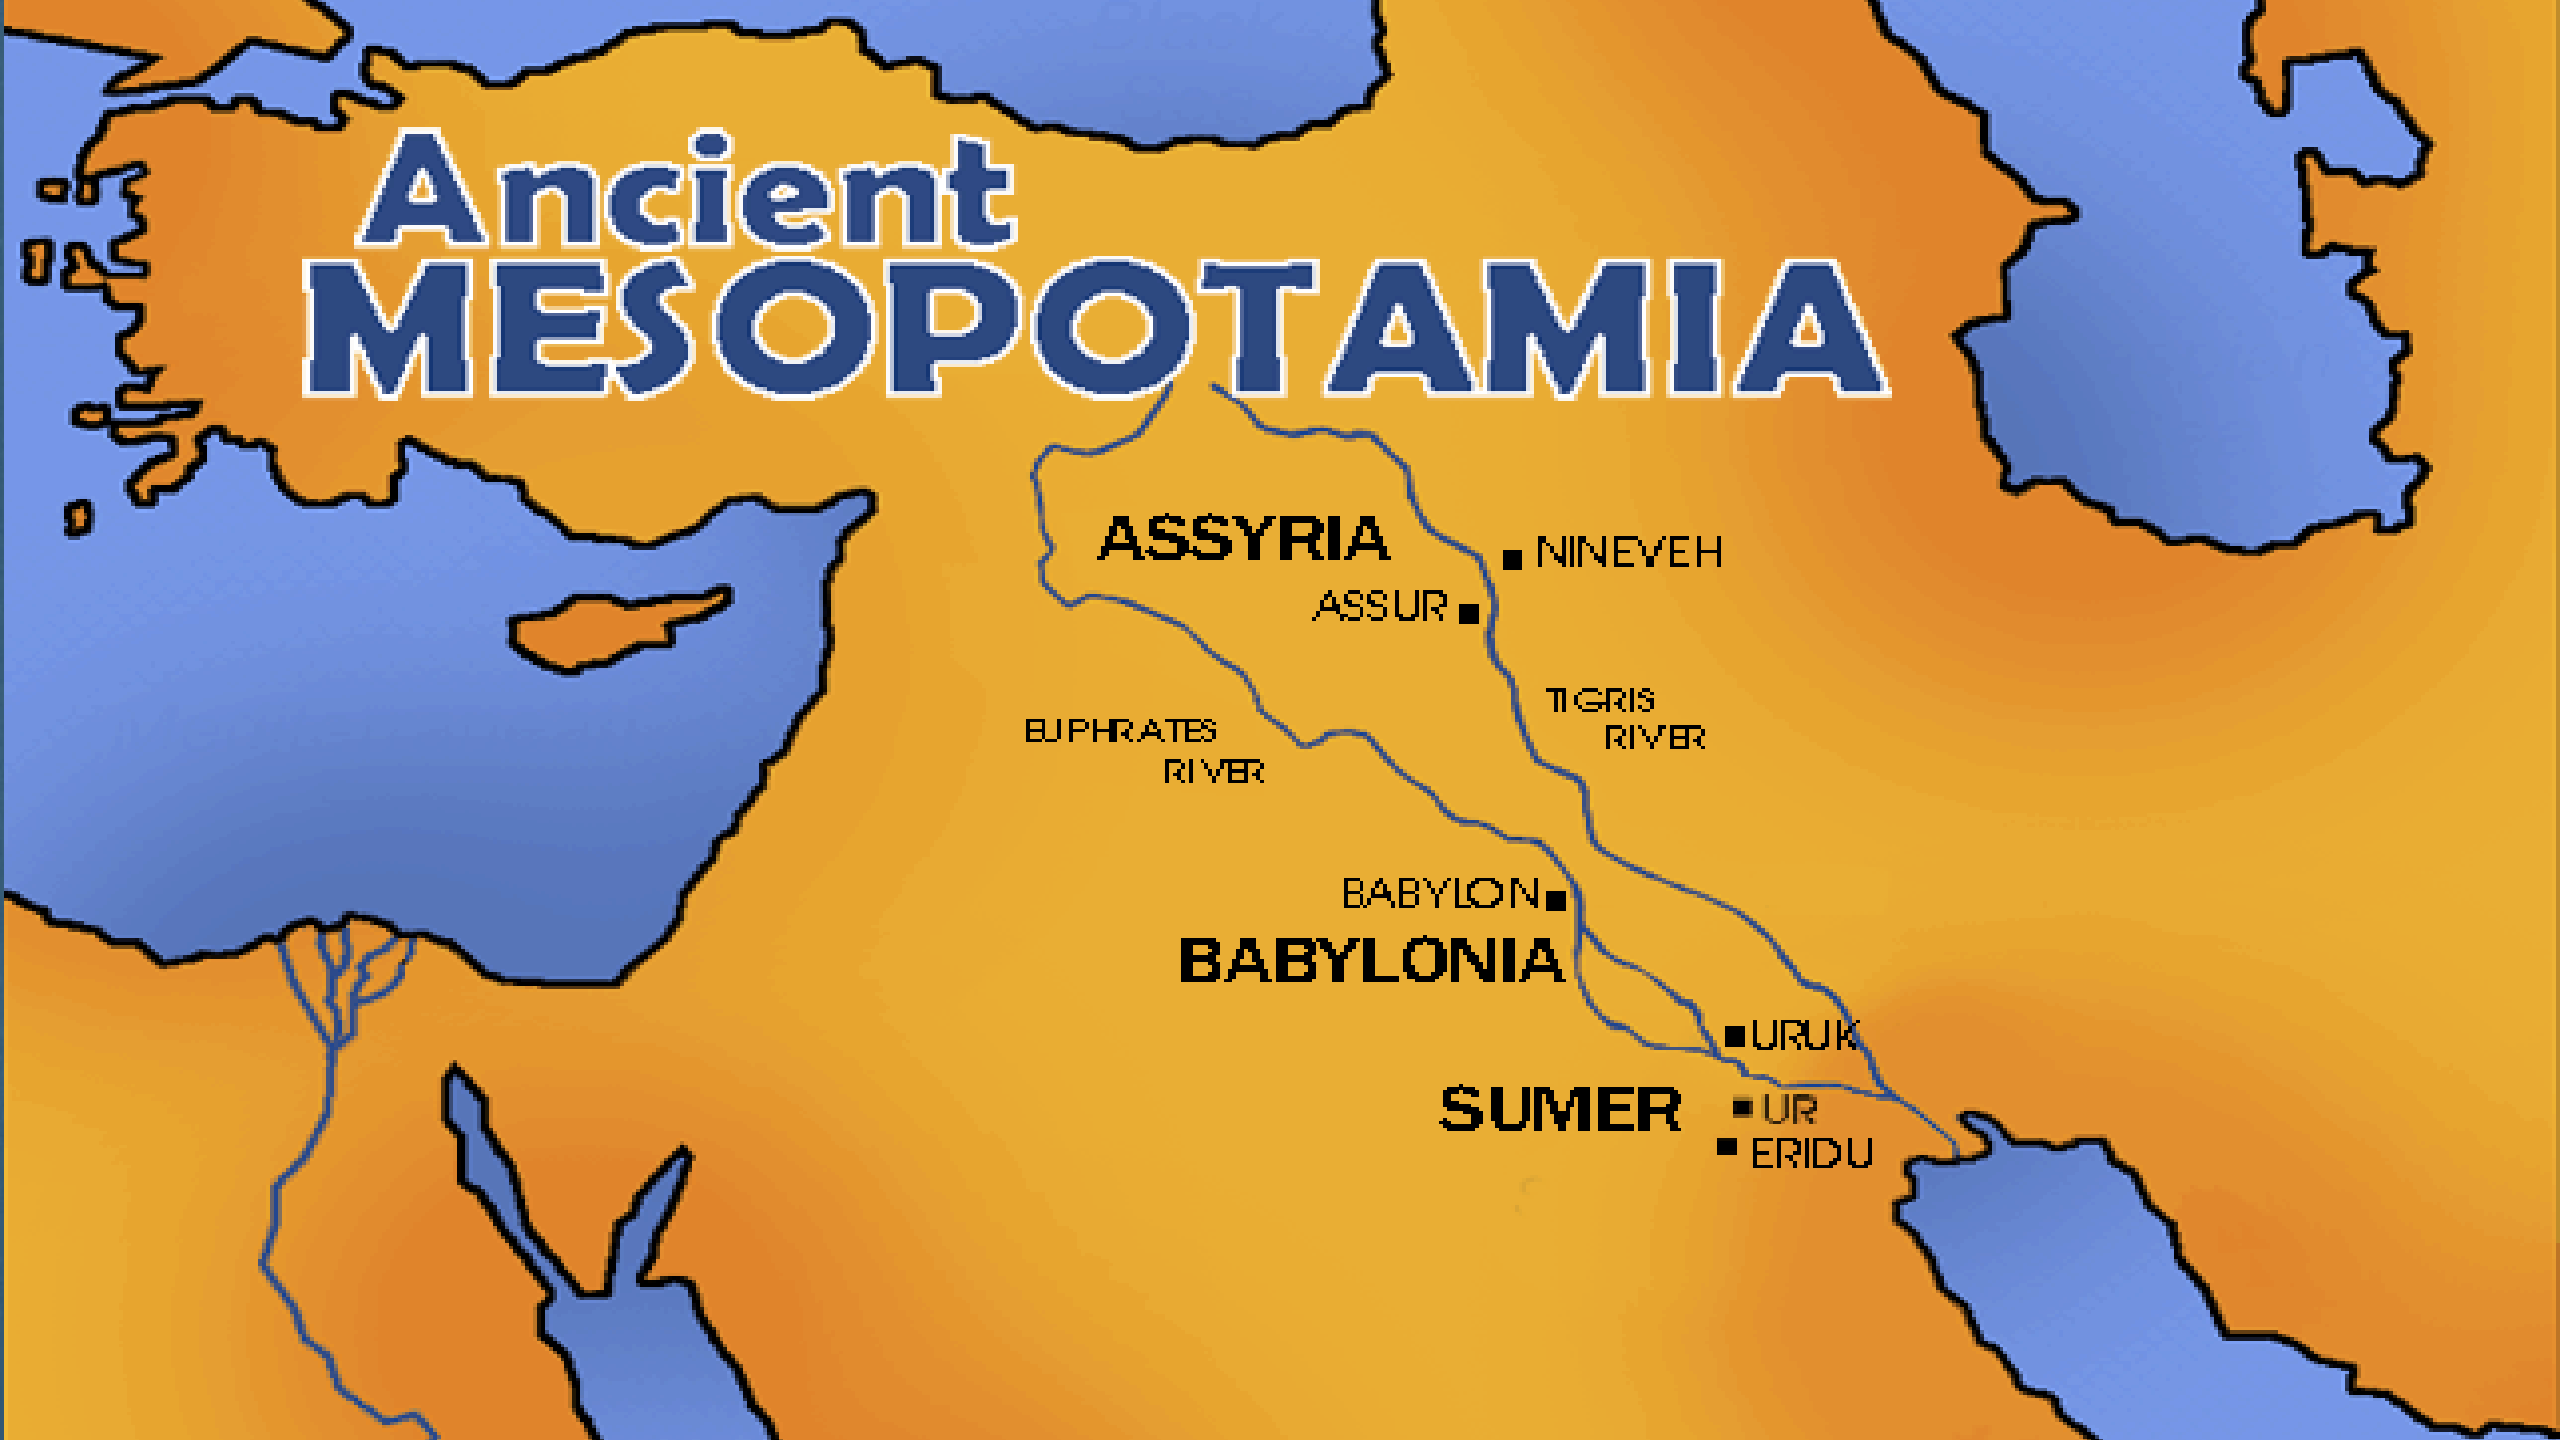 Ancient
MESOPOTAMIA
ASSYRIA
NINEVEH
ASSUR
TIGRIS
RIVER
EUPHRATES
RIVER
BABYLON
BABYLONIA
URUK
SUMER
UR
ERIDU